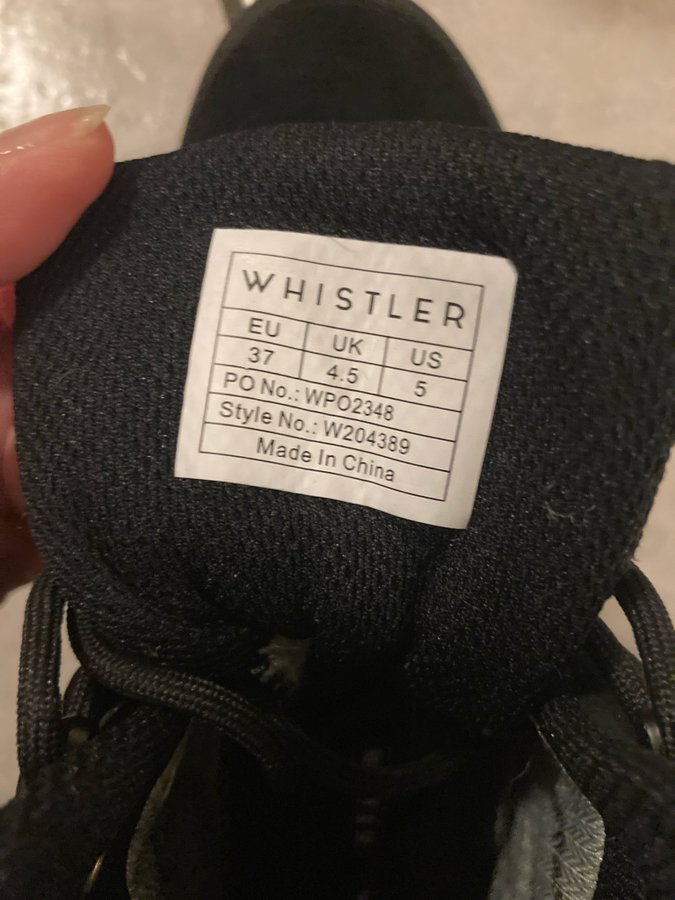 WHISTLER
EU UK US
37 4.5 5
PO No.: WPO2348
Style No.: W204389
Made In China